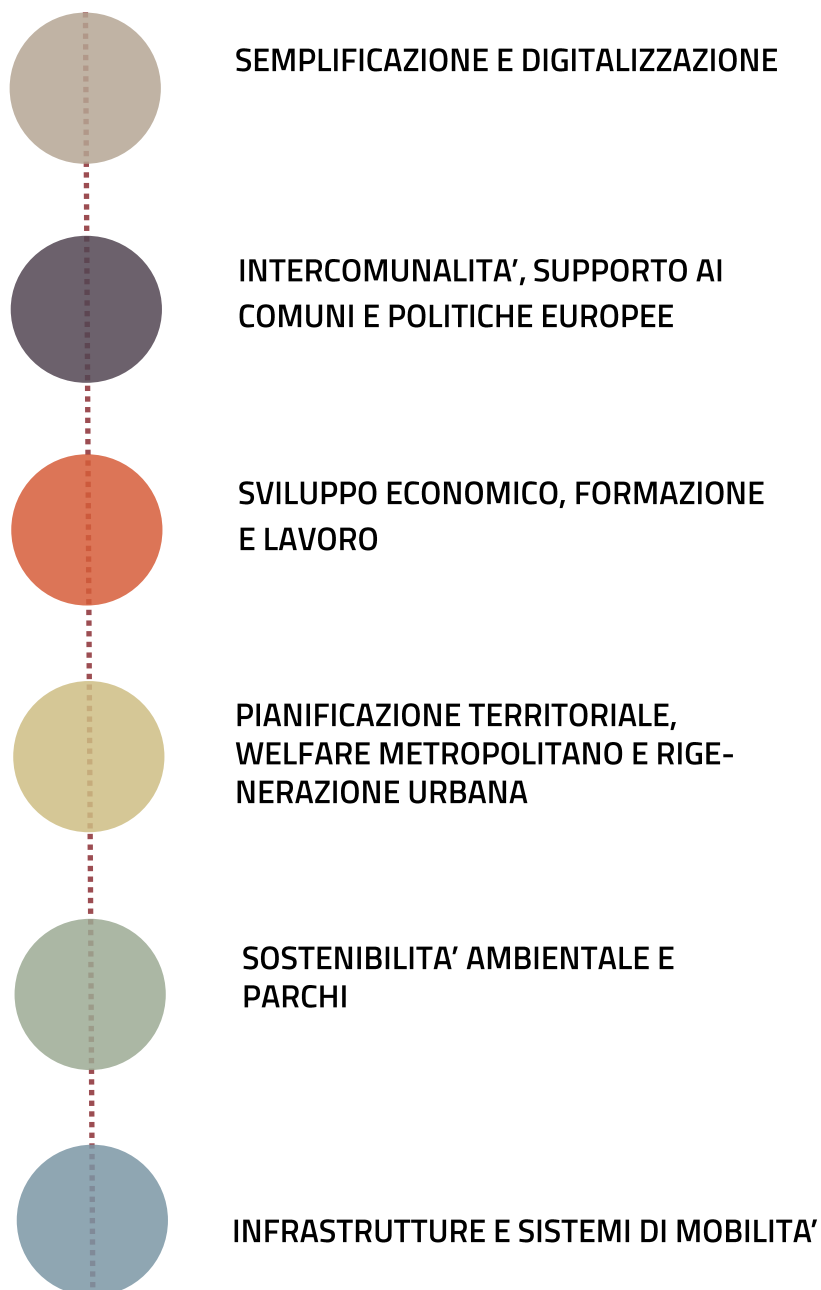 SEMPLIFICAZIONE E DIGITALIZZAZIONE
INTERCOMUNALITA’, SUPPORTO AI
COMUNI E POLITICHE EUROPEE
SVILUPPO ECONOMICO, FORMAZIONE
E LAVORO
PIANIFICAZIONE TERRITORIALE,
WELFARE METROPOLITANO E RIGE-
NERAZIONE URBANA
SOSTENIBILITA’ AMBIENTALE E
PARCHI
INFRASTRUTTURE E SISTEMI DI MOBILITA’